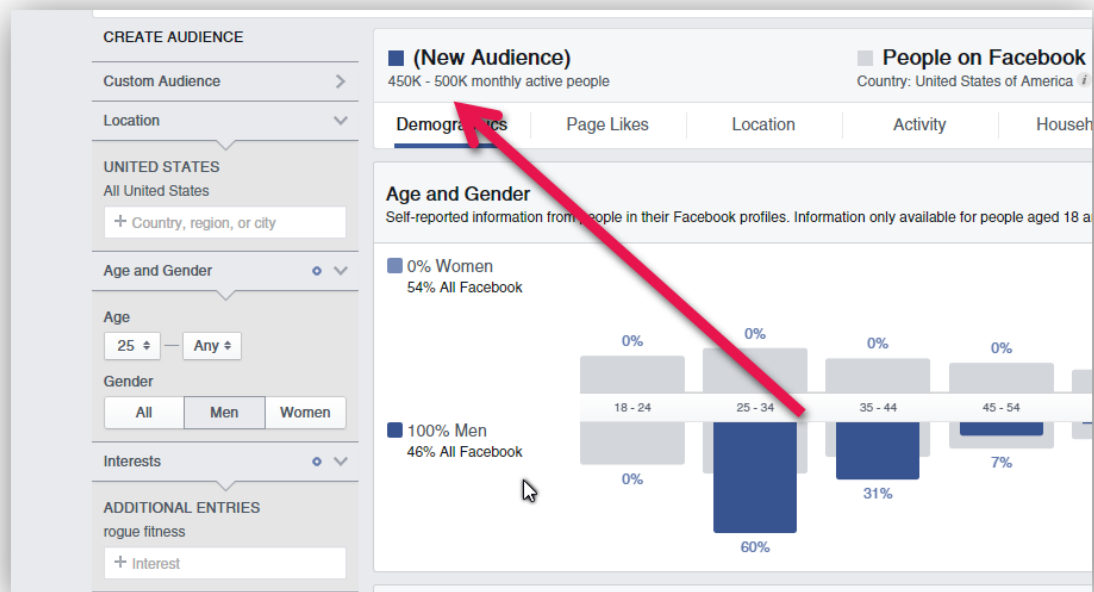 CREATE AUDIENCE
Custom Audience
Location
UNITED STATES
All United States
+ Country, region, or city
Age and Gender
Age
25 — Any
Gender
All Men Women
Interests
ADDITIONAL ENTRIES
rogue fitness
+ Interest
(New Audience)
450K - 500K monthly active people
People on Facebook
Country: United States of America i
Demographics Page Likes Location Activity Househ
Age and Gender
Self-reported information from people in their Facebook profiles. Information only available for people aged 18 a
0% Women
54% All Facebook
0% 0% 0% 0%
18 - 24 25 - 34 35 - 44 45 - 54
100% Men
46% All Facebook
0% 60% 31% 7%